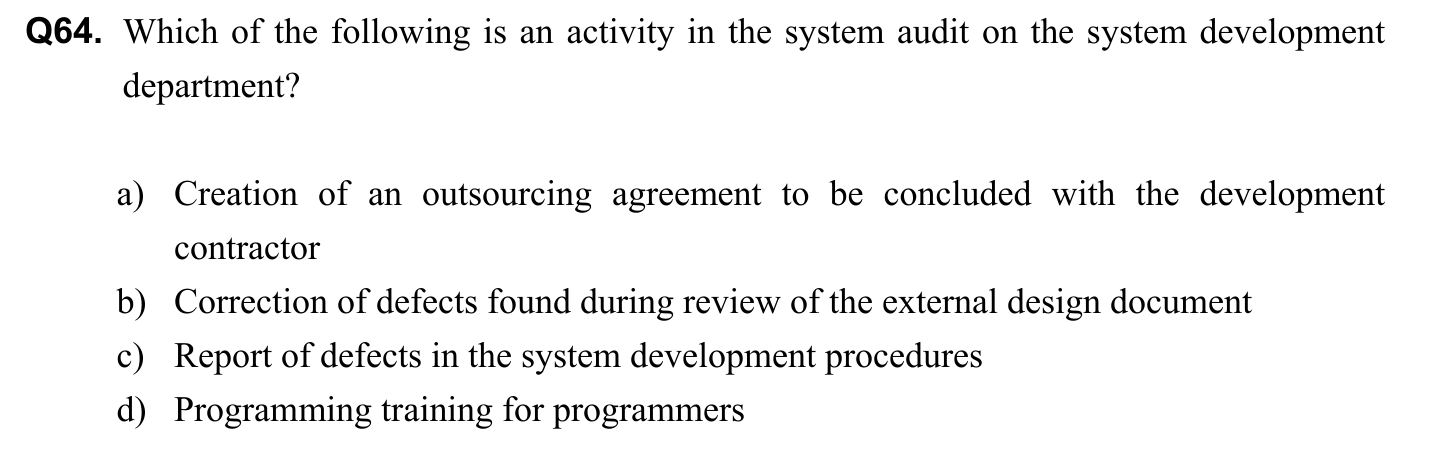 Q64. Which of the following is an activity in the system audit on the system development
department?
a) Creation of an outsourcing agreement to be concluded with the development
contractor
b) Correction of defects found during review of the external design document
c) Report of defects in the system development procedures
d) Programming training for programmers